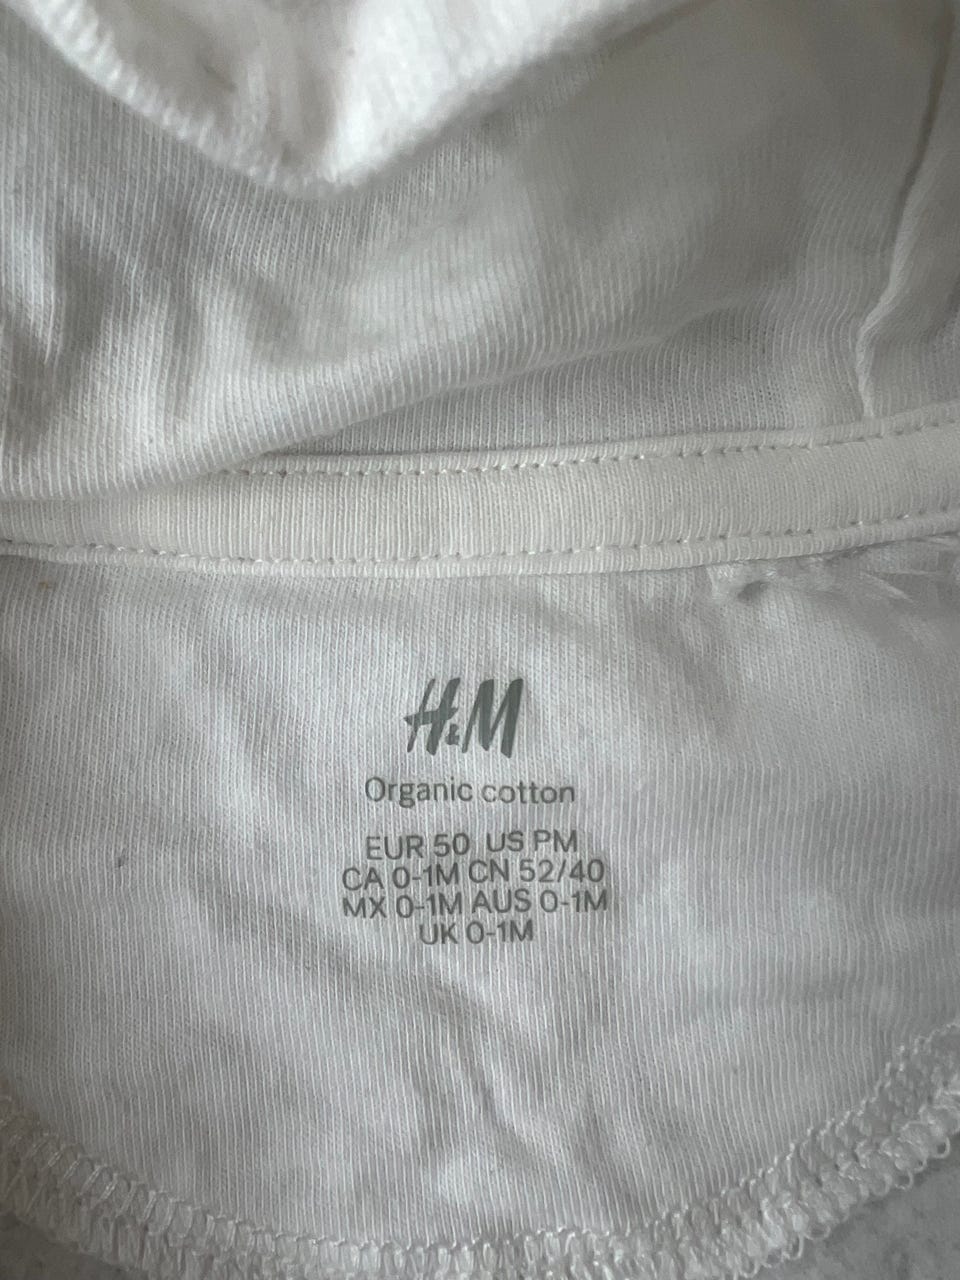 H&M
Organic cotton
EUR 50 US PM
CA 0-1M CN 52/40
MX 0-1M AUS 0-1M
UK 0-1M